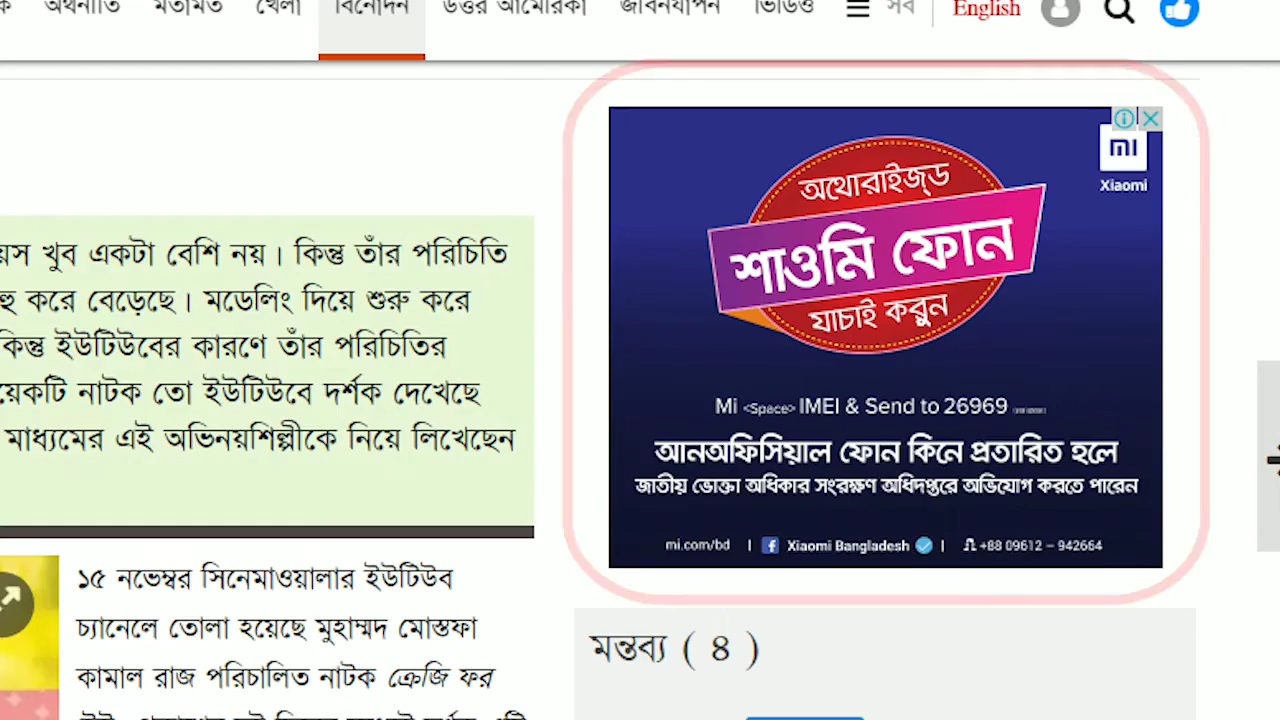 অর্থনীতি মতামত খেলা বিনোদন উত্তর আমেরিকা জীবনযাপন ভিডিও সব English
mi
Xiaomi
অথোরাইজ্‌ড
শাওমি ফোন
যাচাই করুন
Mi <Space> IMEI & Send to 26969
আনঅফিসিয়াল ফোন কিনে প্রতারিত হলে
জাতীয় ভোক্তা অধিকার সংরক্ষণ অধিদপ্তরে অভিযোগ করতে পারেন
mi.com/bd | Xiaomi Bangladesh | +88 09612 – 942664
খুব একটা বেশি নয়। কিন্তু তাঁর পরিচিতি
করে বেড়েছে। মডেলিং দিয়ে শুরু করে
কিন্তু ইউটিউবের কারণে তাঁর পরিচিতির
নাটক তো ইউটিউবে দর্শক দেখেছে
মাধ্যমের এই অভিনয়শিল্পীকে নিয়ে লিখেছেন
১৫ নভেম্বর সিনেমাওয়ালার ইউটিউব
চ্যানেলে তোলা হয়েছে মুহাম্মদ মোস্তফা
কামাল রাজ পরিচালিত নাটক ক্রেজি ফর
মন্তব্য ( ৪ )